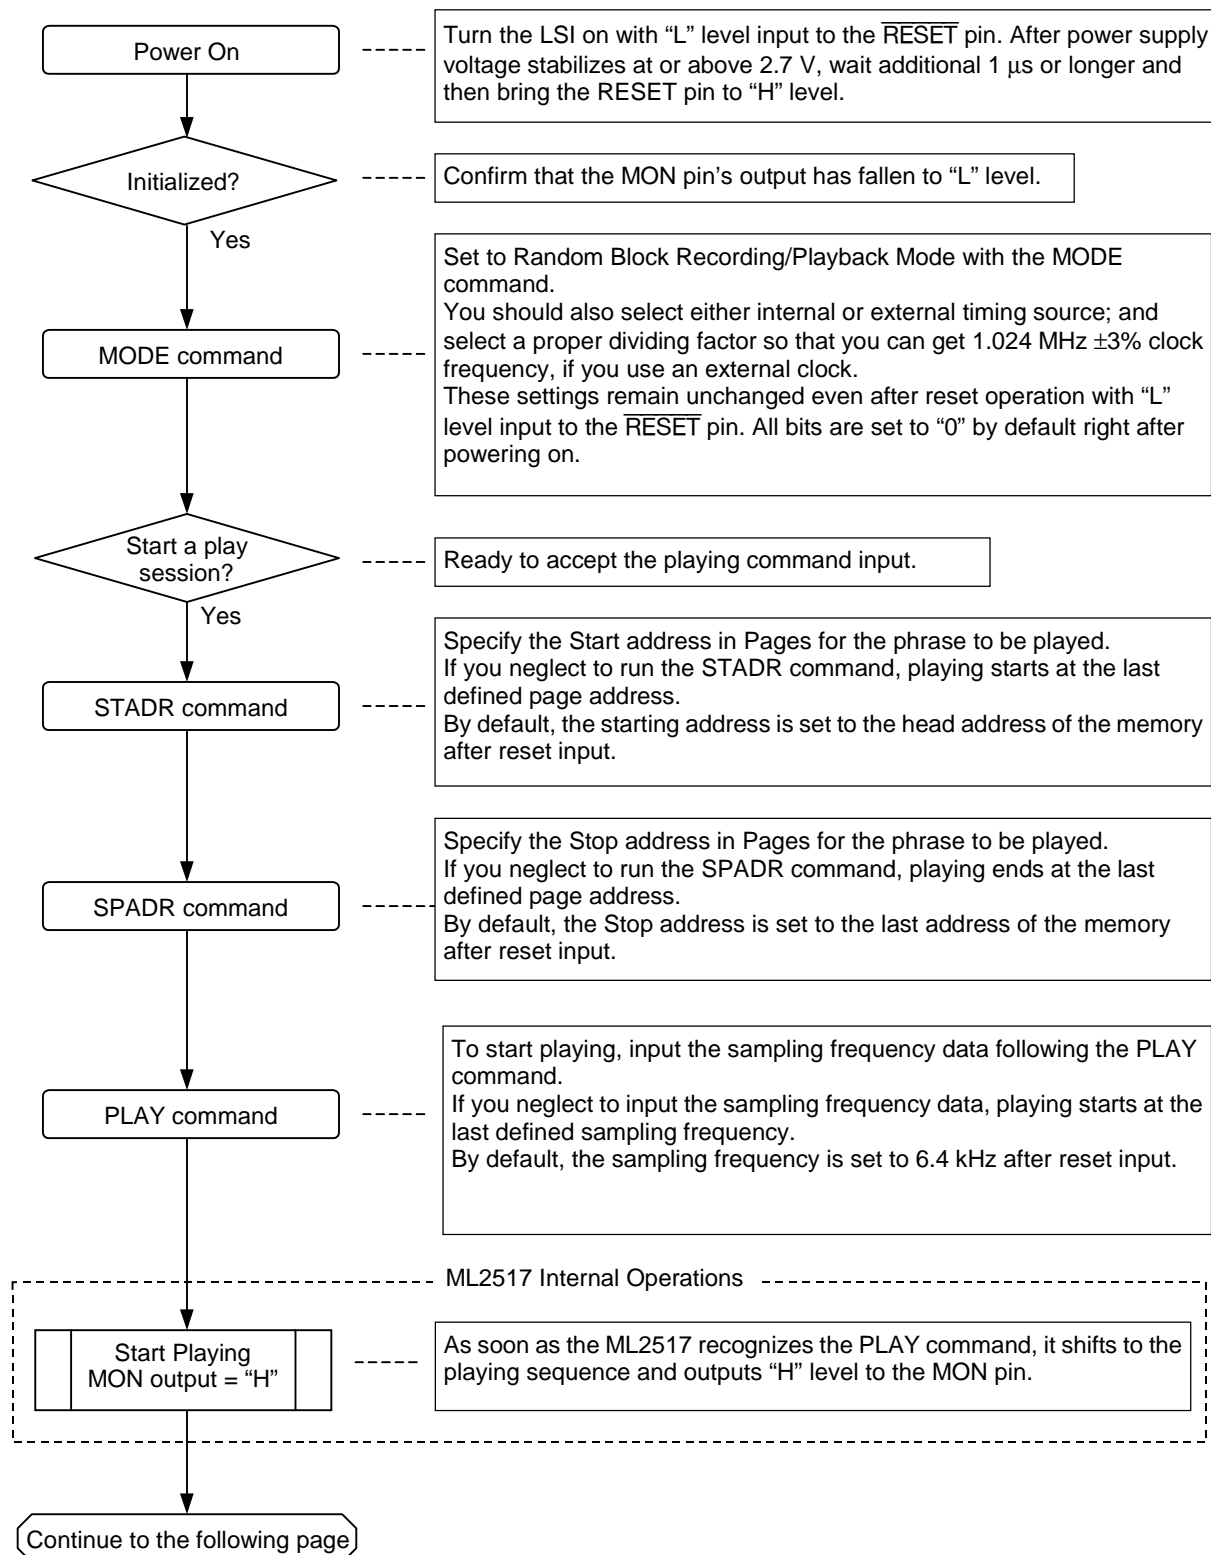 Power On
Turn the LSI on with “L” level input to the RESET pin. After power supply
voltage stabilizes at or above 2.7 V, wait additional 1 μs or longer and
then bring the RESET pin to “H” level.
Initialized?
Confirm that the MON pin’s output has fallen to “L” level.
Yes
MODE command
Set to Random Block Recording/Playback Mode with the MODE
command.
You should also select either internal or external timing source; and
select a proper dividing factor so that you can get 1.024 MHz ±3% clock
frequency, if you use an external clock.
These settings remain unchanged even after reset operation with “L”
level input to the RESET pin. All bits are set to “0” by default right after
powering on.
Start a play
session?
Ready to accept the playing command input.
Yes
STADR command
Specify the Start address in Pages for the phrase to be played.
If you neglect to run the STADR command, playing starts at the last
defined page address.
By default, the starting address is set to the head address of the memory
after reset input.
SPADR command
Specify the Stop address in Pages for the phrase to be played.
If you neglect to run the SPADR command, playing ends at the last
defined page address.
By default, the Stop address is set to the last address of the memory
after reset input.
PLAY command
To start playing, input the sampling frequency data following the PLAY
command.
If you neglect to input the sampling frequency data, playing starts at the
last defined sampling frequency.
By default, the sampling frequency is set to 6.4 kHz after reset input.
ML2517 Internal Operations
Start Playing
MON output = “H”
As soon as the ML2517 recognizes the PLAY command, it shifts to the
playing sequence and outputs “H” level to the MON pin.
Continue to the following page